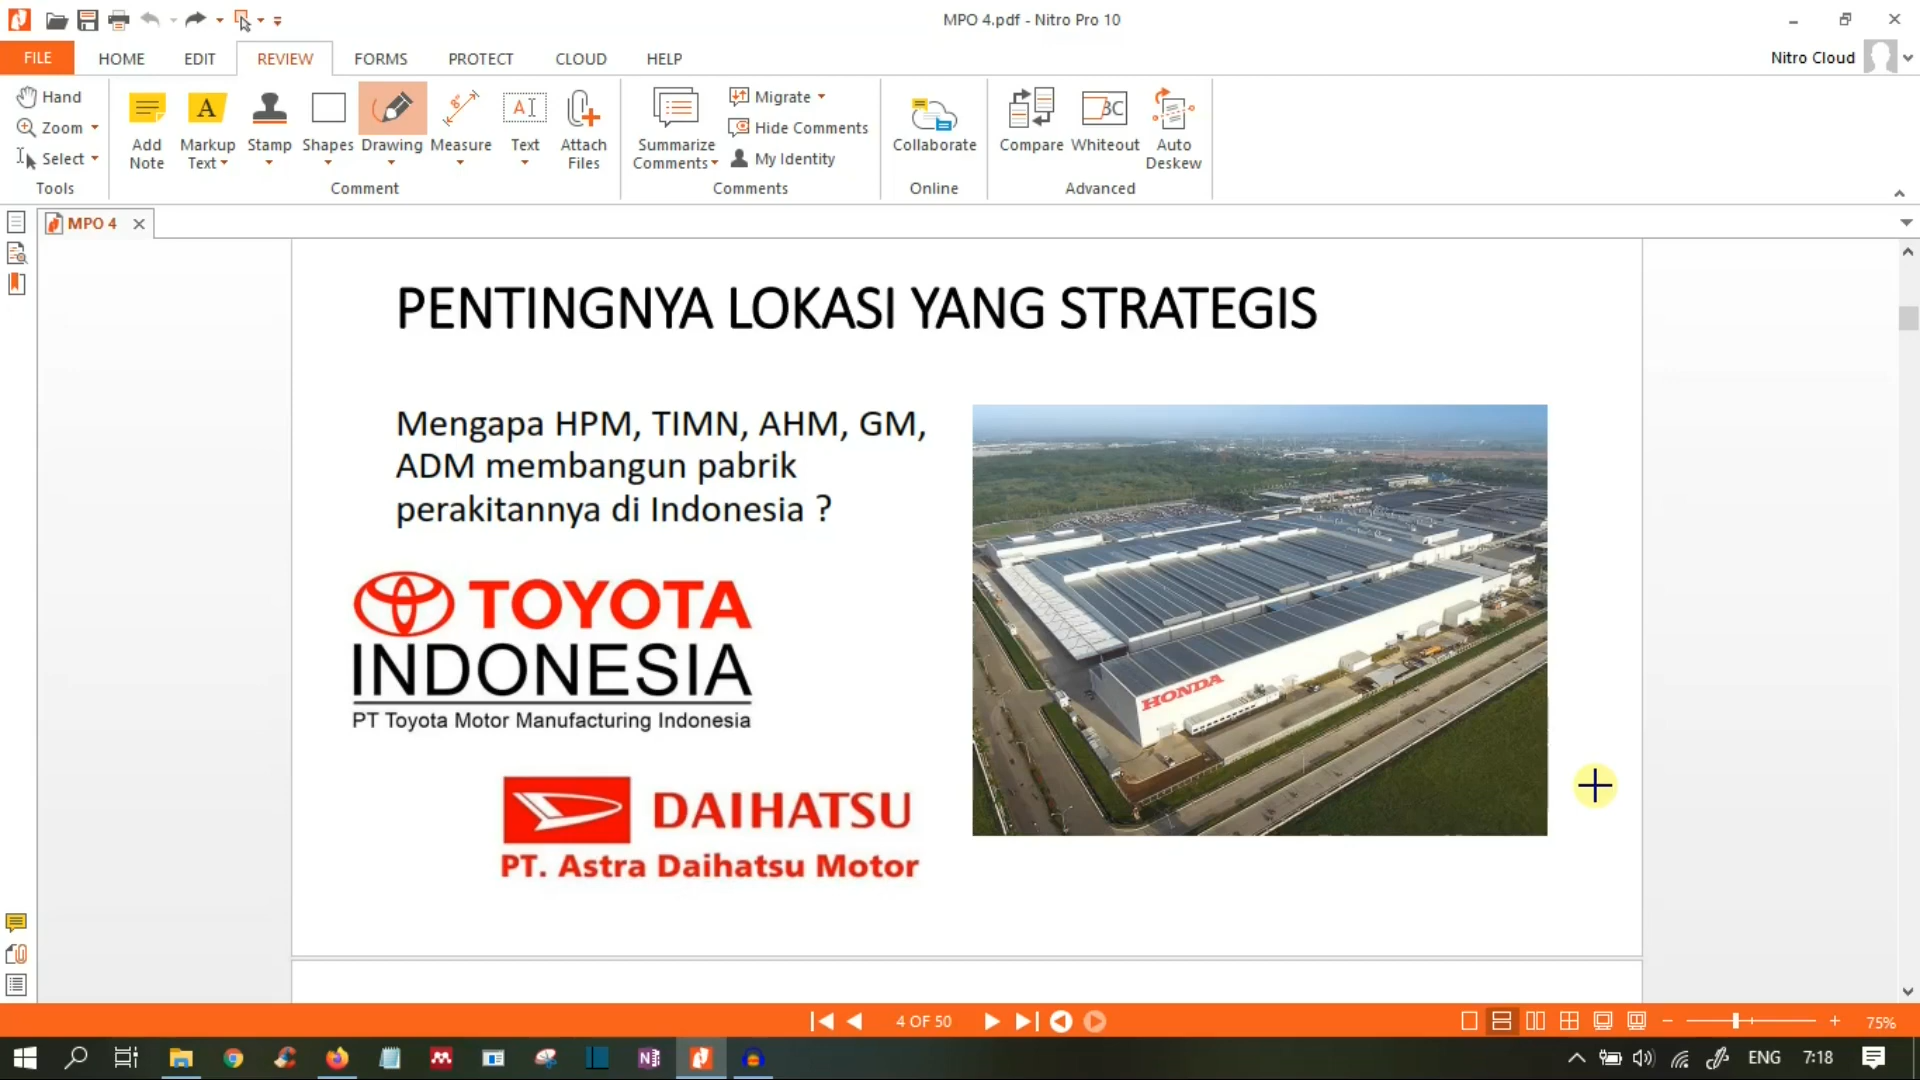 MPO 4.pdf - Nitro Pro 10
FILE
HOME
EDIT
REVIEW
FORMS
PROTECT
CLOUD
HELP
Nitro Cloud
Hand
Zoom
Select
Tools
Add Note
Markup Text
Stamp
Shapes
Drawing
Measure
Text
Attach Files
Comment
Summarize Comments
Migrate
Hide Comments
My Identity
Comments
Collaborate
Online
Compare
Whiteout
Auto Deskew
Advanced
MPO 4
PENTINGNYA LOKASI YANG STRATEGIS
Mengapa HPM, TIMN, AHM, GM,
ADM membangun pabrik
perakitannya di Indonesia ?
TOYOTA
INDONESIA
PT Toyota Motor Manufacturing Indonesia
DAIHATSU
PT. Astra Daihatsu Motor
HONDA
4 OF 50
75%
ENG
7:18